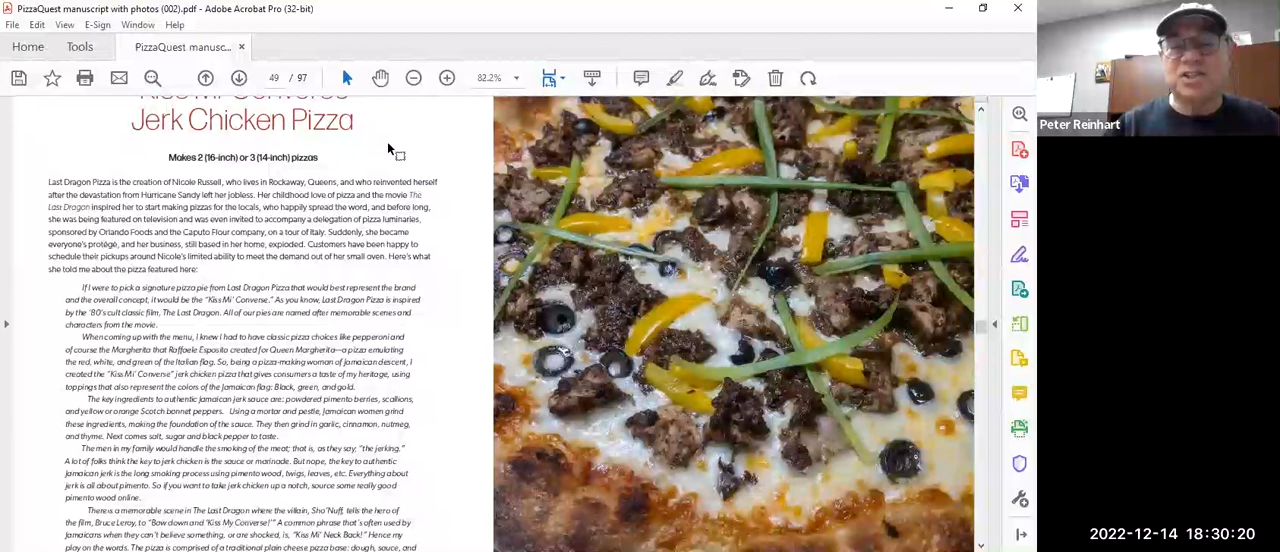 PizzaQuest manuscript with photos (002).pdf - Adobe Acrobat Pro (32-bit)
File Edit View E-Sign Window Help
Home Tools PizzaQuest manusc... ×
49 / 97 82.2%
Kiss Mi' Converse
Jerk Chicken Pizza
Makes 2 (16-inch) or 3 (14-inch) pizzas
Last Dragon Pizza is the creation of Nicole Russell, who lives in Rockaway, Queens, and who reinvented herself
after the devastation from Hurricane Sandy left her jobless. Her childhood love of pizza and the movie The
Last Dragon inspired her to start making pizzas for the locals, who happily spread the word, and before long,
she was being featured on television and was even invited to accompany a delegation of pizza luminaries,
sponsored by Orlando Foods and the Caputo Flour company, on a tour of Italy. Suddenly, she became
everyone's protégé, and her business, still based in her home, exploded. Customers have been happy to
schedule their pickups around Nicole's limited ability to meet the demand out of her small oven. Here's what
she told me about the pizza featured here:
If I were to pick a signature pizza pie from Last Dragon Pizza that would best represent the brand
and the overall concept, it would be the "Kiss Mi' Converse." As you know, Last Dragon Pizza is inspired
by the '80's cult classic film, The Last Dragon. All of our pies are named after memorable scenes and
characters from the movie.
When coming up with the menu, I knew I had to have classic pizza choices like pepperoni and
of course the Margherita that Raffaele Esposito created for Queen Margherita—a pizza emulating
the red, white, and green of the Italian flag. So, being a pizza-making woman of Jamaican descent, I
created the "Kiss Mi' Converse" jerk chicken pizza that gives consumers a taste of my heritage, using
toppings that also represent the colors of the Jamaican flag: Black, green, and gold.
The key ingredients to authentic Jamaican jerk sauce are: powdered pimento berries, scallions,
and yellow or orange Scotch bonnet peppers. Using a mortar and pestle, Jamaican women grind
these ingredients, making the foundation of the sauce. They then grind in garlic, cinnamon, nutmeg,
and thyme. Next comes salt, sugar and black pepper to taste.
The men in my family would handle the smoking of the meat; that is, as they say, "the jerking."
A lot of folks think the key to jerk chicken is the sauce or marinade. But nope, the key to authentic
Jamaican jerk is the long smoking process using pimento wood, twigs, leaves, etc. Everything about
jerk is all about pimento. So if you want to take jerk chicken up a notch, source some really good
pimento wood online.
There is a memorable scene in The Last Dragon where the villain, Sho'Nuff, tells the hero of
the film, Bruce Leroy, to "Bow down and 'Kiss My Converse!'" A common phrase that's often used by
Jamaicans when they can't believe something, or are shocked, is, "Kiss Mi' Neck Back!" Hence my
play on the words. The pizza is comprised of a traditional plain cheese pizza base: dough, sauce, and
Peter Reinhart
2022-12-14 18:30:20